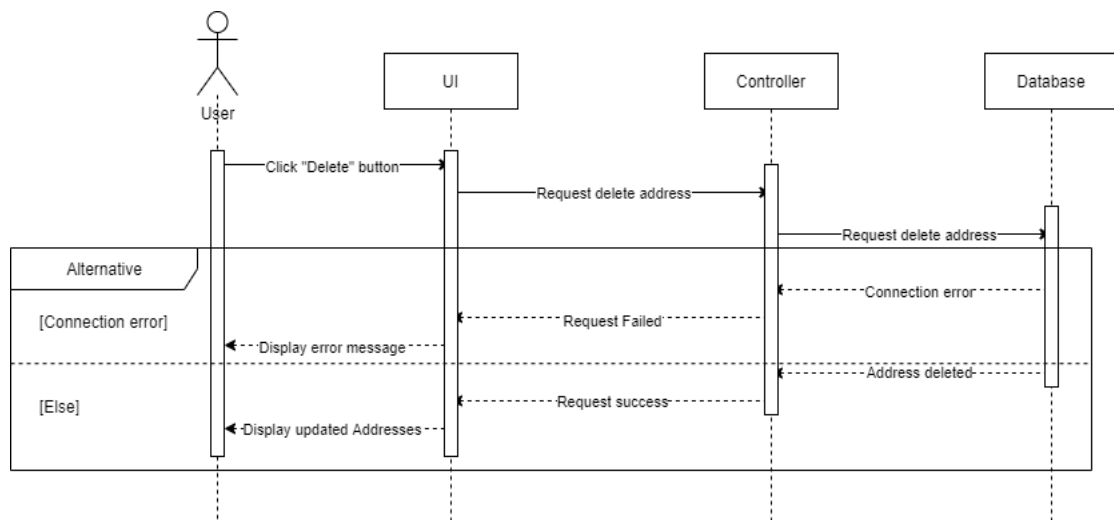 User
UI
Controller
Database
Click "Delete" button
Request delete address
Request delete address
Alternative
[Connection error]
Connection error
Request Failed
Display error message
[Else]
Address deleted
Request success
Display updated Addresses